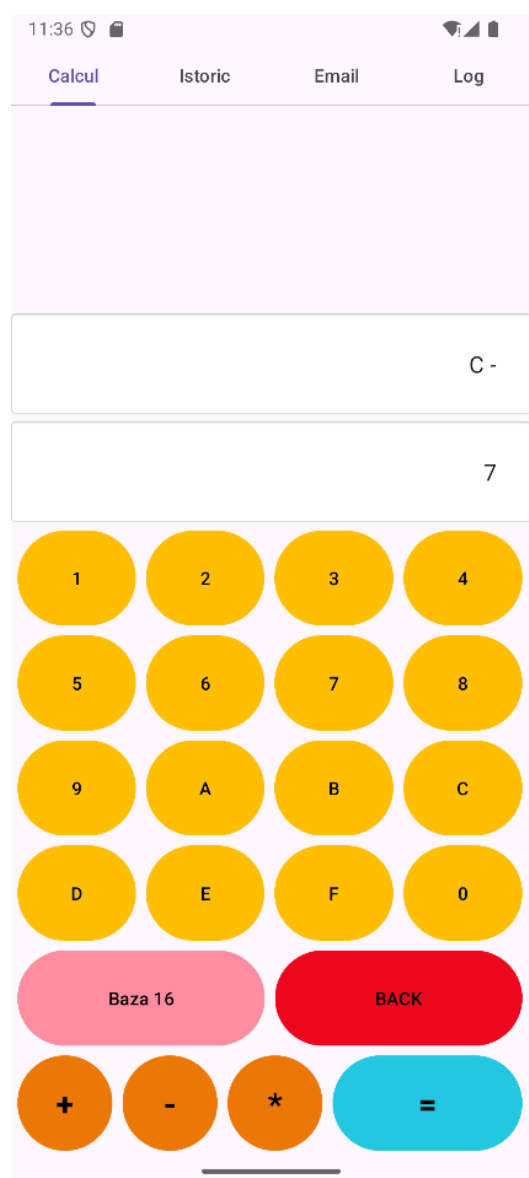 11:36
Calcul Istoric Email Log
C -
7
1 2 3 4
5 6 7 8
9 A B C
D E F 0
Baza 16 BACK
+ - * =